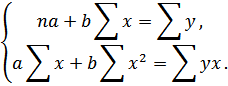 na + b∑x = ∑y ,
a∑x + b∑x² = ∑yx .